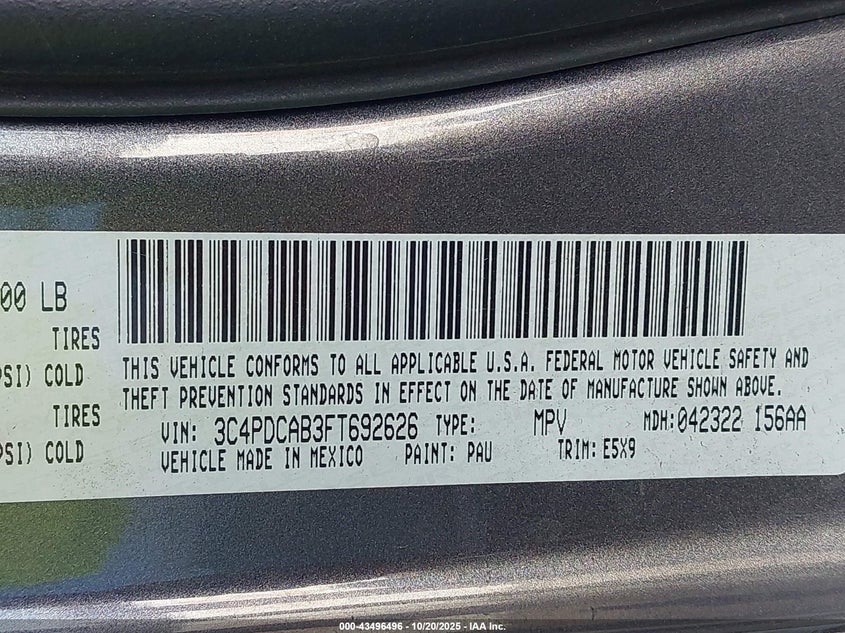 00 LB
TIRES
PSI) COLD
TIRES
PSI) COLD
THIS VEHICLE CONFORMS TO ALL APPLICABLE U.S.A. FEDERAL MOTOR VEHICLE SAFETY AND
THEFT PREVENTION STANDARDS IN EFFECT ON THE DATE OF MANUFACTURE SHOWN ABOVE.
VIN: 3C4PDCAB3FT692626 TYPE: MPV MDH:042322 156AA
VEHICLE MADE IN MEXICO PAINT: PAU TRIM: E5X9
000-43496496 - 10/20/2025 - IAA Inc.